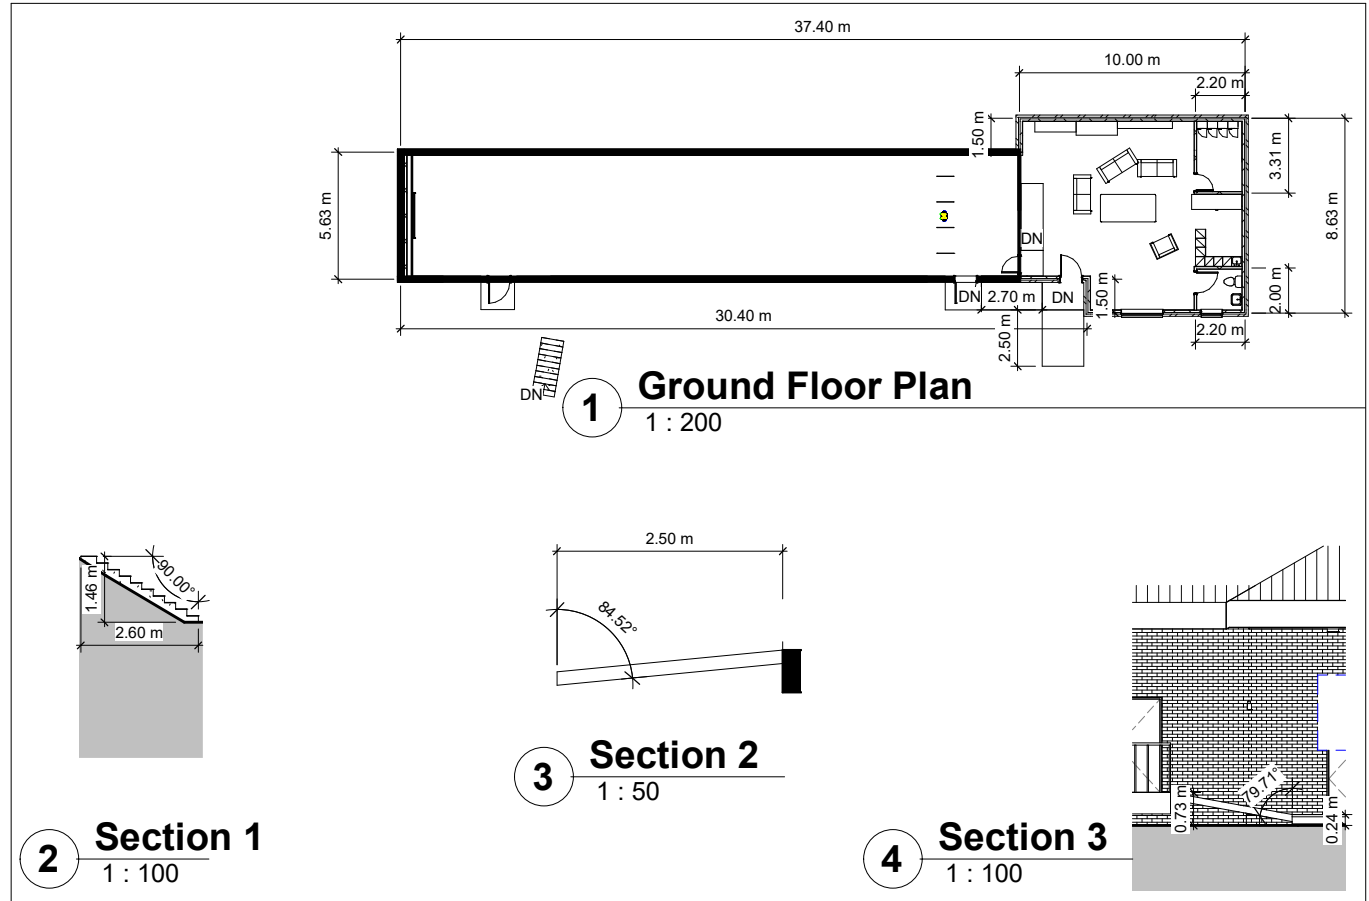 37.40 m
10.00 m
2.20 m
1.50 m
3.31 m
5.63 m
8.63 m
DN
DN
2.70 m
DN
1.50 m
2.00 m
30.40 m
2.50 m
2.20 m
DN
1
Ground Floor Plan
1 : 200
90.00°
1.46 m
2.60 m
2
Section 1
1 : 100
2.50 m
84.52°
3
Section 2
1 : 50
79.71°
0.73 m
0.24 m
4
Section 3
1 : 100